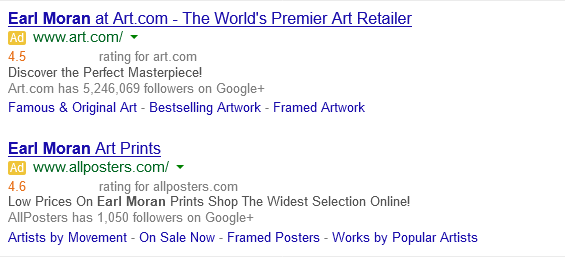 Earl Moran at Art.com - The World's Premier Art Retailer
Ad www.art.com/
4.5 rating for art.com
Discover the Perfect Masterpiece!
Art.com has 5,246,069 followers on Google+
Famous & Original Art - Bestselling Artwork - Framed Artwork
Earl Moran Art Prints
Ad www.allposters.com/
4.6 rating for allposters.com
Low Prices On Earl Moran Prints Shop The Widest Selection Online!
AllPosters has 1,050 followers on Google+
Artists by Movement - On Sale Now - Framed Posters - Works by Popular Artists